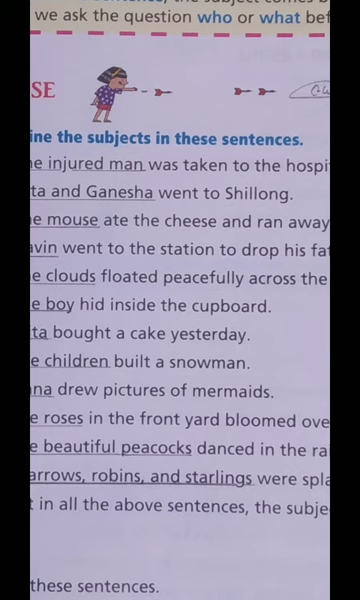 we ask the question who or what bef
SE
ine the subjects in these sentences.
e injured man was taken to the hospi
ta and Ganesha went to Shillong.
e mouse ate the cheese and ran away
avin went to the station to drop his fat
e clouds floated peacefully across the
e boy hid inside the cupboard.
ta bought a cake yesterday.
e children built a snowman.
na drew pictures of mermaids.
e roses in the front yard bloomed ove
e beautiful peacocks danced in the rai
arrows, robins, and starlings were spla
t in all the above sentences, the subje
these sentences.